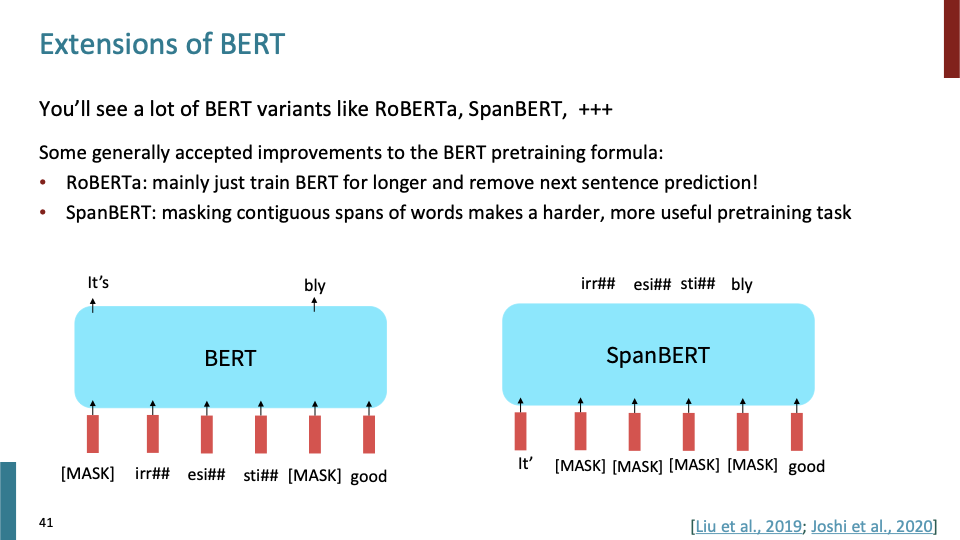 Extensions of BERT
You'll see a lot of BERT variants like RoBERTa, SpanBERT, +++
Some generally accepted improvements to the BERT pretraining formula:
• RoBERTa: mainly just train BERT for longer and remove next sentence prediction!
• SpanBERT: masking contiguous spans of words makes a harder, more useful pretraining task
It's bly
BERT
[MASK] irr## esi## sti## [MASK] good
irr## esi## sti## bly
SpanBERT
It' [MASK] [MASK] [MASK] [MASK] good
41
[Liu et al., 2019; Joshi et al., 2020]